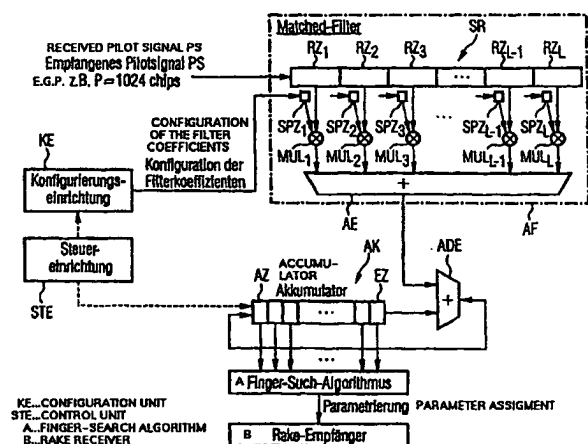 Matched-Filter
SR
RZ1 RZ2 RZ3 RZL-1 RZL
RECEIVED PILOT SIGNAL PS
Empfangenes Pilotsignal PS
E.G.P. z.B. P=1024 chips
...
CONFIGURATION
OF THE FILTER
COEFFICIENTS
Konfiguration der
Filterkoeffizienten
SPZ1 SPZ2 SPZ3 ... SPZL-1 SPZL
MUL1 MUL2 MUL3 MULL-1 MULL
KE
Konfigurierungs-
einrichtung
+
AE
AF
Steuer-
einrichtung
STE
ACCUMU-
LATOR
Akkumulator
AK
ADE
AZ
EZ
...
+
...
A Finger-Such-Algorithmus
Parametrierung PARAMETER ASSIGMENT
B Rake-Empfänger
KE...CONFIGURATION UNIT
STE...CONTROL UNIT
A...FINGER-SEARCH ALGORITHM
B...RAKE RECEIVER